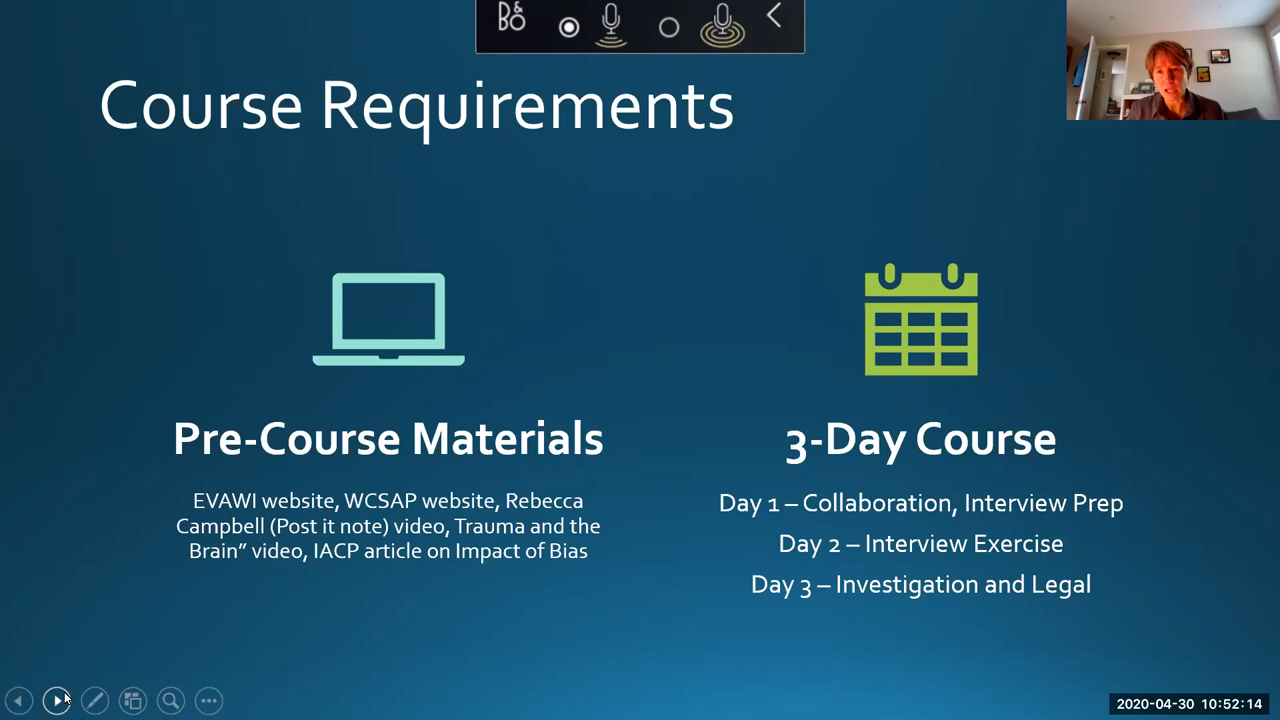 B&O
Course Requirements
Pre-Course Materials
EVAWI website, WCSAP website, Rebecca
Campbell (Post it note) video, Trauma and the
Brain” video, IACP article on Impact of Bias
3-Day Course
Day 1 – Collaboration, Interview Prep
Day 2 – Interview Exercise
Day 3 – Investigation and Legal
2020-04-30 10:52:14